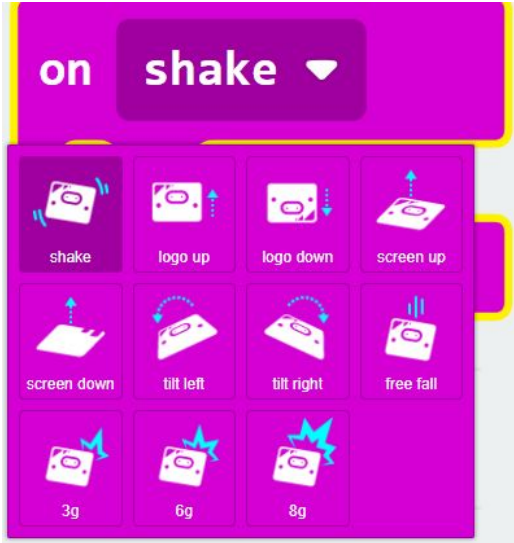 on shake
shake logo up logo down screen up
screen down tilt left tilt right free fall
3g 6g 8g